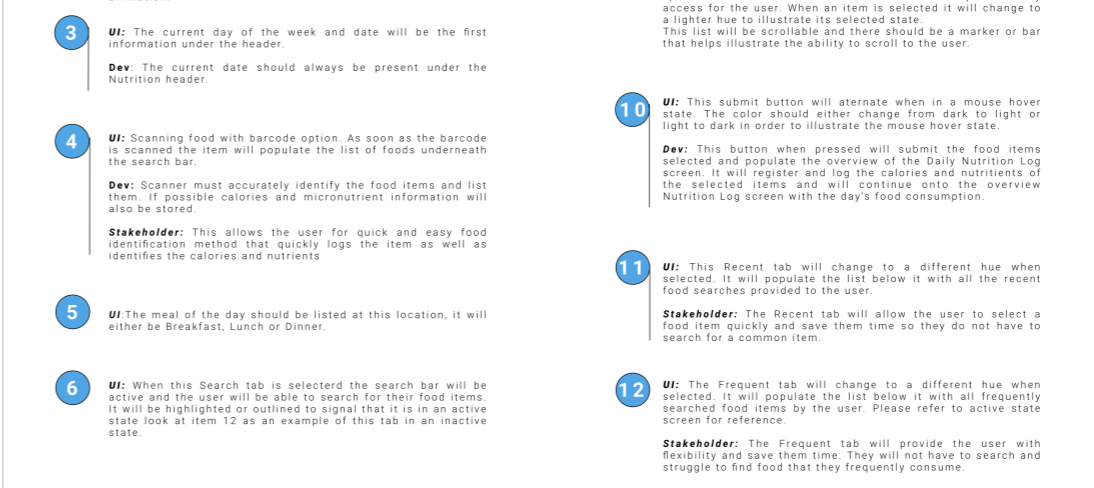 3
UI: The current day of the week and date will be the first
information under the header.
Dev: The current date should always be present under the
Nutrition header.
4
UI: Scanning food with barcode option. As soon as the barcode
is scanned the item will populate the list of foods underneath
the search bar.
Dev: Scanner must accurately identify the food items and list
them. If possible calories and micronutrient information will
also be stored.
Stakeholder: This allows the user for quick and easy food
identification method that quickly logs the item as well as
identifies the calories and nutrients
5
UI:The meal of the day should be listed at this location, it will
either be Breakfast, Lunch or Dinner.
6
UI: When this Search tab is selecterd the search bar will be
active and the user will be able to search for their food items.
It will be highlighted or outlined to signal that it is in an active
state look at item 12 as an example of this tab in an inactive
state.
access for the user. When an item is selected it will change to
a lighter hue to illustrate its selected state.
This list will be scrollable and there should be a marker or bar
that helps illustrate the ability to scroll to the user.
10
UI: This submit button will aternate when in a mouse hover
state. The color should either change from dark to light or
light to dark in order to illustrate the mouse hover state.
Dev: This button when pressed will submit the food items
selected and populate the overview of the Daily Nutrition Log
screen. It will register and log the calories and nutritients of
the selected items and will continue onto the overview
Nutrition Log screen with the day's food consumption.
11
UI: This Recent tab will change to a different hue when
selected. It will populate the list below it with all the recent
food searches provided to the user.
Stakeholder: The Recent tab will allow the user to select a
food item quickly and save them time so they do not have to
search for a common item.
12
UI: The Frequent tab will change to a different hue when
selected. It will populate the list below it with all frequently
searched food items by the user. Please refer to active state
screen for reference.
Stakeholder: The Frequent tab will provide the user with
flexibility and save them time. They will not have to search and
struggle to find food that they frequently consume.